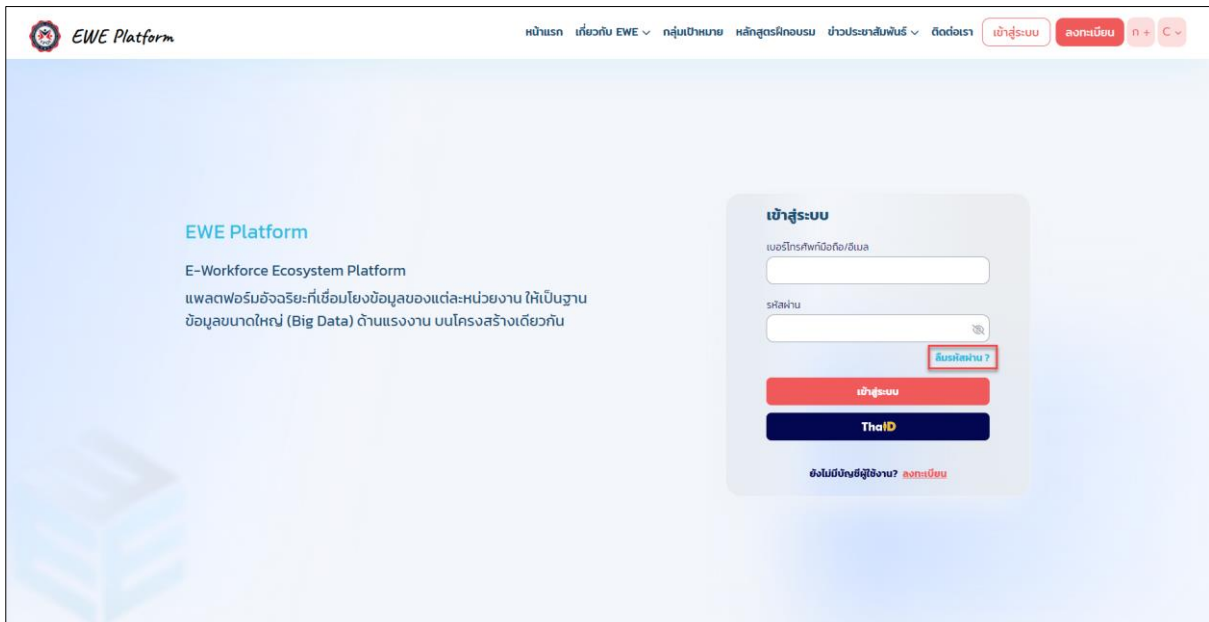 EWE Platform
หน้าแรก เกี่ยวกับ EWE กลุ่มเป้าหมาย หลักสูตรฝึกอบรม ข่าวประชาสัมพันธ์ ติดต่อเรา เข้าสู่ระบบ ลงทะเบียน ก + C
EWE Platform
E-Workforce Ecosystem Platform
แพลตฟอร์มอัจฉริยะที่เชื่อมโยงข้อมูลของแต่ละหน่วยงาน ให้เป็นฐาน
ข้อมูลขนาดใหญ่ (Big Data) ด้านแรงงาน บนโครงสร้างเดียวกัน
เข้าสู่ระบบ
เบอร์โทรศัพท์มือถือ/อีเมล
รหัสผ่าน
ลืมรหัสผ่าน ?
เข้าสู่ระบบ
ThaID
ยังไม่มีบัญชีผู้ใช้งาน? ลงทะเบียน